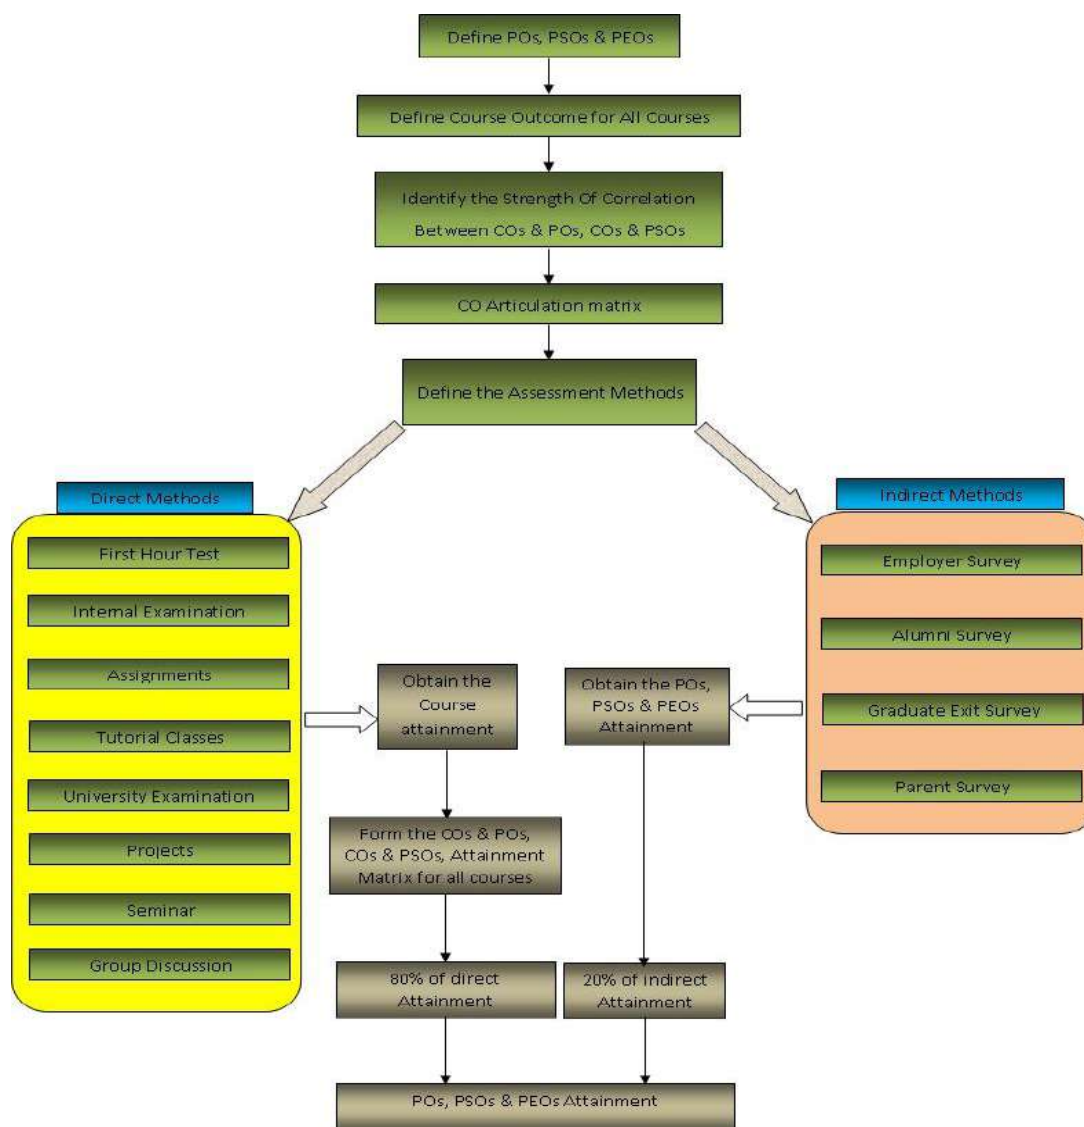 Define POs, PSOs & PEOs
Define Course Outcome for All Courses
Identify the Strength Of Correlation
Between COs & POs, COs & PSOs
CO Articulation matrix
Define the Assessment Methods
Direct Methods
First Hour Test
Internal Examination
Assignments
Tutorial Classes
University Examination
Projects
Seminar
Group Discussion
Indirect Methods
Employer Survey
Alumni Survey
Graduate Exit Survey
Parent Survey
Obtain the
Course
attainment
Obtain the POs,
PSOs & PEOs
Attainment
Form the COs & POs,
COs & PSOs, Attainment
Matrix for all courses
80% of direct
Attainment
20% of indirect
Attainment
POs, PSOs & PEOs Attainment